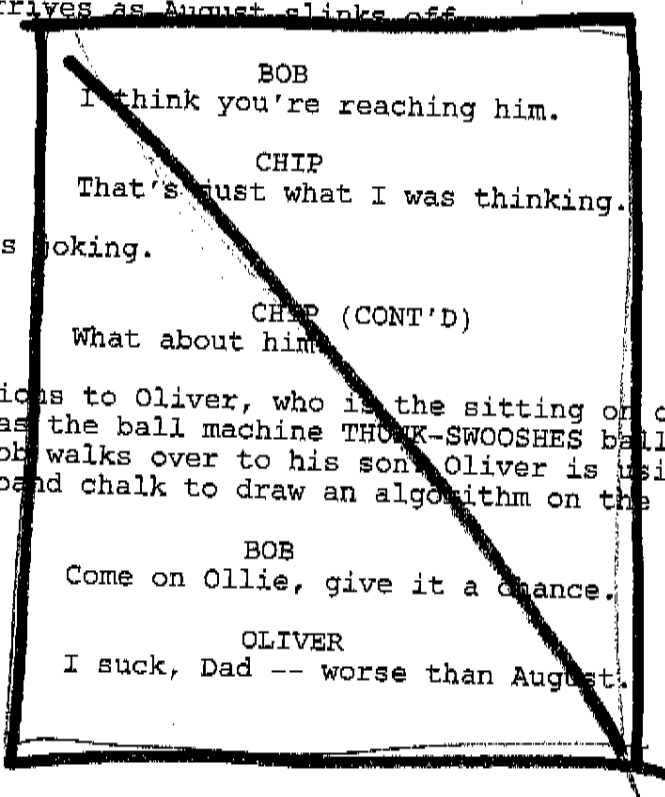 rrives as August slinks off.
BOB
I think you're reaching him.
CHIP
That's just what I was thinking.
s joking.
CHIP (CONT'D)
What about him
ions to Oliver, who is the sitting on
as the ball machine THUNK-SWOOSHES ball
ob walks over to his son. Oliver is usi
band chalk to draw an algorithm on the
BOB
Come on Ollie, give it a chance.
OLIVER
I suck, Dad -- worse than August.